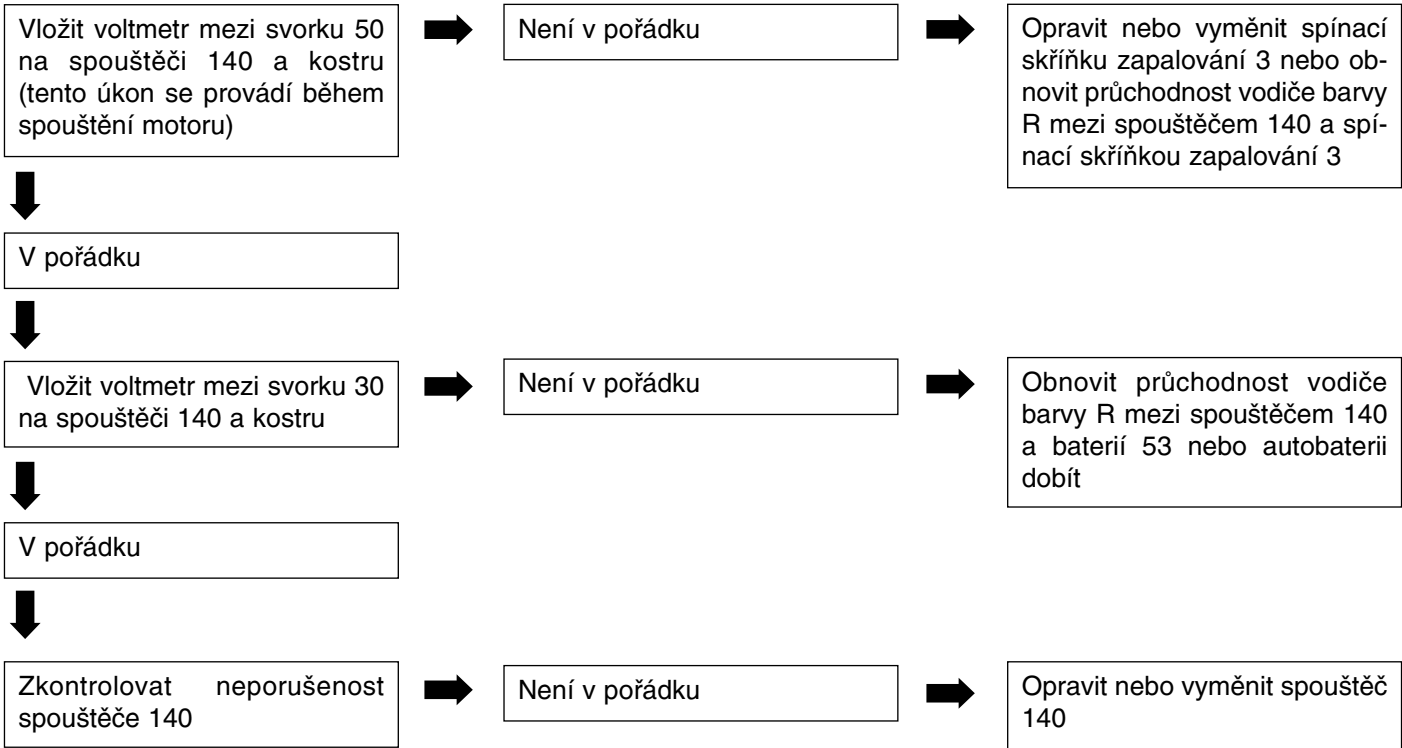 Vložit voltmetr mezi svorku 50
na spouštěči 140 a kostru
(tento úkon se provádí během
spouštění motoru)
Není v pořádku
Opravit nebo vyměnit spínací
skříňku zapalování 3 nebo ob-
novit průchodnost vodiče barvy
R mezi spouštěčem 140 a spí-
nací skříňkou zapalování 3
V pořádku
Vložit voltmetr mezi svorku 30
na spouštěči 140 a kostru
Není v pořádku
Obnovit průchodnost vodiče
barvy R mezi spouštěčem 140
a baterií 53 nebo autobaterii
dobít
V pořádku
Zkontrolovat neporušenost
spouštěče 140
Není v pořádku
Opravit nebo vyměnit spouštěč
140